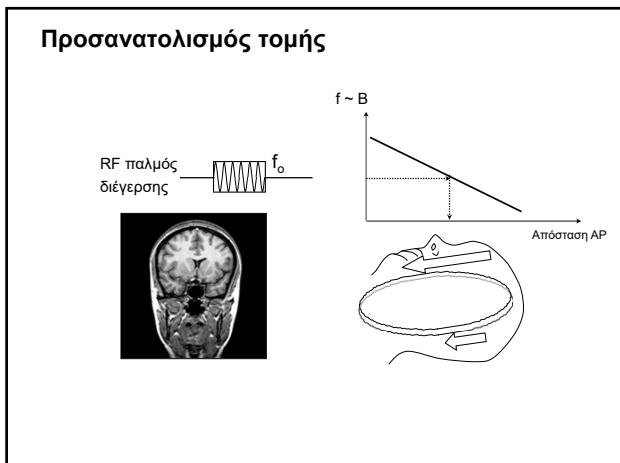 Προσανατολισμός τομής
f ~ B
RF παλμός
διέγερσης
fo
Απόσταση AP